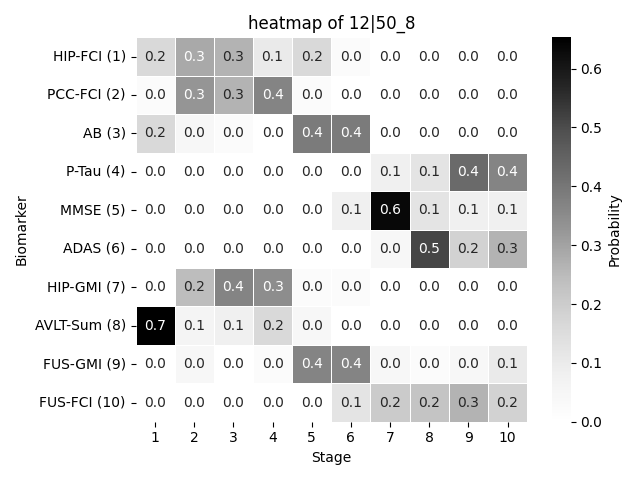 heatmap of 12|50_8
HIP-FCI (1) 0.2 0.3 0.3 0.1 0.2 0.0 0.0 0.0 0.0 0.0
PCC-FCI (2) 0.0 0.3 0.3 0.4 0.0 0.0 0.0 0.0 0.0 0.0
AB (3) 0.2 0.0 0.0 0.0 0.4 0.4 0.0 0.0 0.0 0.0
P-Tau (4) 0.0 0.0 0.0 0.0 0.0 0.0 0.1 0.1 0.4 0.4
MMSE (5) 0.0 0.0 0.0 0.0 0.0 0.1 0.6 0.1 0.1 0.1
ADAS (6) 0.0 0.0 0.0 0.0 0.0 0.0 0.0 0.5 0.2 0.3
HIP-GMI (7) 0.0 0.2 0.4 0.3 0.0 0.0 0.0 0.0 0.0 0.0
AVLT-Sum (8) 0.7 0.1 0.1 0.2 0.0 0.0 0.0 0.0 0.0 0.0
FUS-GMI (9) 0.0 0.0 0.0 0.0 0.4 0.4 0.0 0.0 0.0 0.1
FUS-FCI (10) 0.0 0.0 0.0 0.0 0.0 0.1 0.2 0.2 0.3 0.2
1 2 3 4 5 6 7 8 9 10
Stage
Biomarker
0.6
0.5
0.4
0.3
0.2
0.1
0.0
Probability